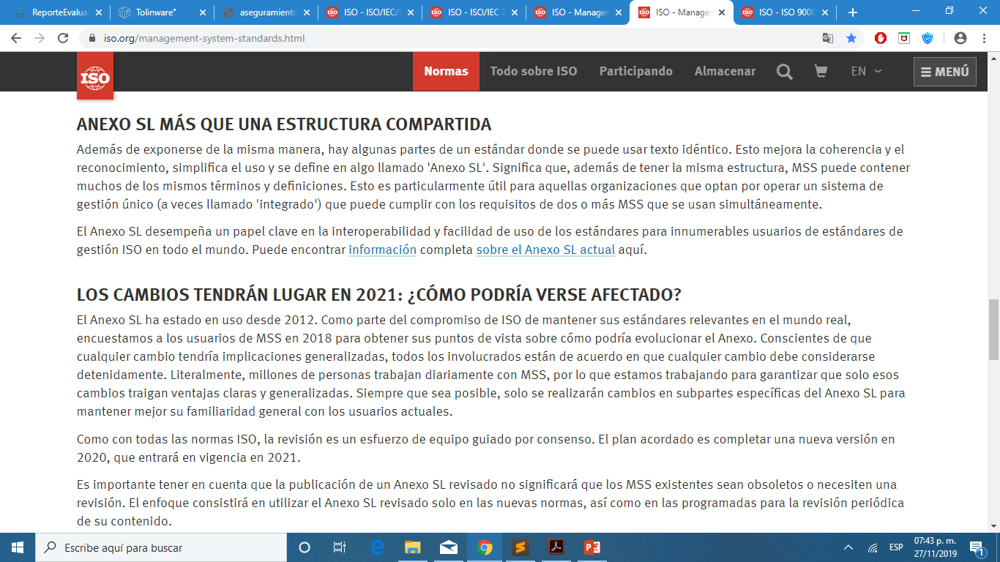 ReporteEvalua
Tolinware°
aseguramiento
ISO - ISO/IEC/
ISO - ISO/IEC 2
ISO - Manager
ISO - Manager
ISO - ISO 9000
iso.org/management-system-standards.html
ISO
Normas
Todo sobre ISO
Participando
Almacenar
EN
MENÚ
ANEXO SL MÁS QUE UNA ESTRUCTURA COMPARTIDA
Además de exponerse de la misma manera, hay algunas partes de un estándar donde se puede usar texto idéntico. Esto mejora la coherencia y el
reconocimiento, simplifica el uso y se define en algo llamado 'Anexo SL'. Significa que, además de tener la misma estructura, MSS puede contener
muchos de los mismos términos y definiciones. Esto es particularmente útil para aquellas organizaciones que optan por operar un sistema de
gestión único (a veces llamado 'integrado') que puede cumplir con los requisitos de dos o más MSS que se usan simultáneamente.
El Anexo SL desempeña un papel clave en la interoperabilidad y facilidad de uso de los estándares para innumerables usuarios de estándares de
gestión ISO en todo el mundo. Puede encontrar información completa sobre el Anexo SL actual aquí.
LOS CAMBIOS TENDRÁN LUGAR EN 2021: ¿CÓMO PODRÍA VERSE AFECTADO?
El Anexo SL ha estado en uso desde 2012. Como parte del compromiso de ISO de mantener sus estándares relevantes en el mundo real,
encuestamos a los usuarios de MSS en 2018 para obtener sus puntos de vista sobre cómo podría evolucionar el Anexo. Conscientes de que
cualquier cambio tendría implicaciones generalizadas, todos los involucrados están de acuerdo en que cualquier cambio debe considerarse
detenidamente. Literalmente, millones de personas trabajan diariamente con MSS, por lo que estamos trabajando para garantizar que solo esos
cambios traigan ventajas claras y generalizadas. Siempre que sea posible, solo se realizarán cambios en subpartes específicas del Anexo SL para
mantener mejor su familiaridad general con los usuarios actuales.
Como con todas las normas ISO, la revisión es un esfuerzo de equipo guiado por consenso. El plan acordado es completar una nueva versión en
2020, que entrará en vigencia en 2021.
Es importante tener en cuenta que la publicación de un Anexo SL revisado no significará que los MSS existentes sean obsoletos o necesiten una
revisión. El enfoque consistirá en utilizar el Anexo SL revisado solo en las nuevas normas, así como en las programadas para la revisión periódica
de su contenido.
Escribe aquí para buscar
ESP
07:43 p. m.
27/11/2019
1